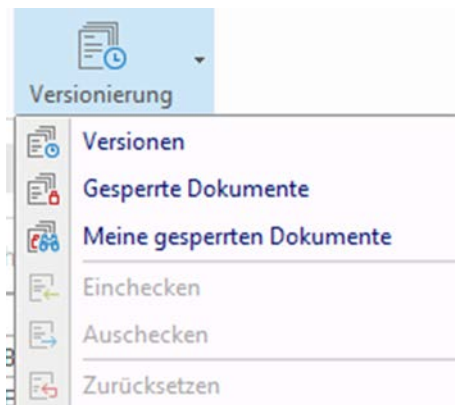 Versionierung
Versionen
Gesperrte Dokumente
Meine gesperrten Dokumente
Einchecken
Auschecken
Zurücksetzen